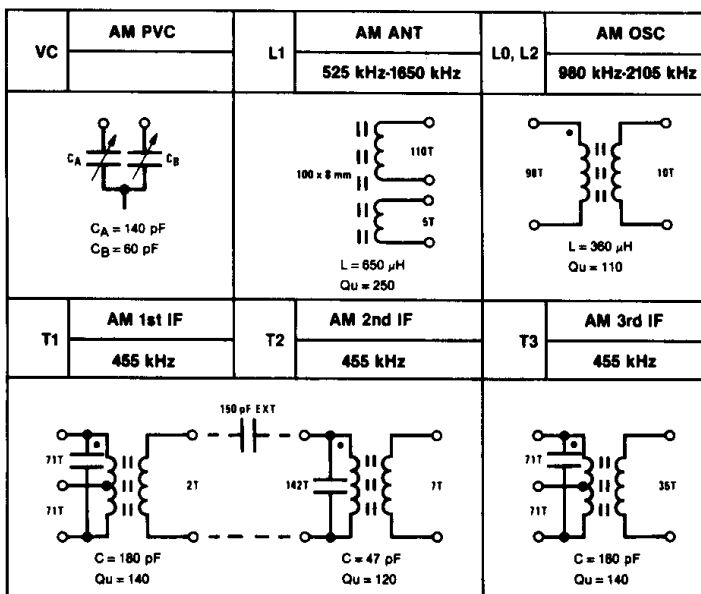 VC
AM PVC
L1
AM ANT
525 kHz-1650 kHz
L0, L2
AM OSC
980 kHz-2105 kHz
CA
CB
CA = 140 pF
CB = 60 pF
100 x 8 mm
110T
5T
L = 650 µH
Qu = 250
98T
10T
L = 360 µH
Qu = 110
T1
AM 1st IF
455 kHz
T2
AM 2nd IF
455 kHz
T3
AM 3rd IF
455 kHz
71T
71T
2T
C = 180 pF
Qu = 140
150 pF EXT
142T
7T
C = 47 pF
Qu = 120
71T
71T
35T
C = 180 pF
Qu = 140